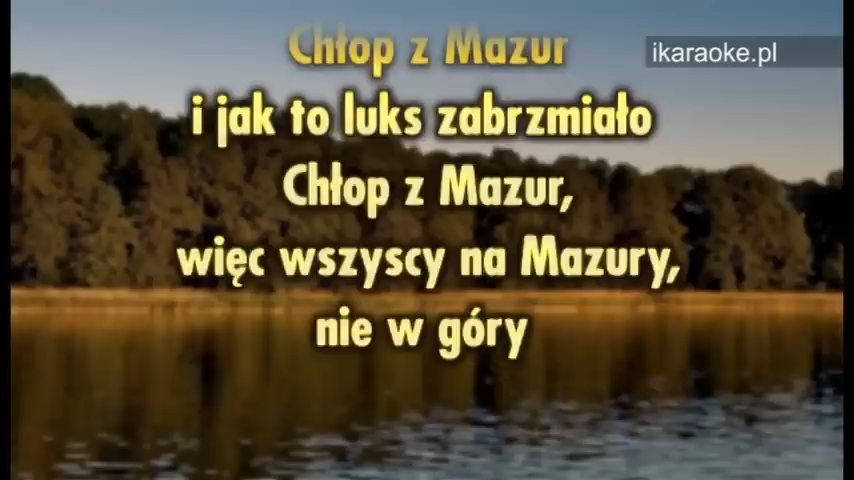 Chłop z Mazur
ikaraoke.pl
i jak to luks zabrzmiało
Chłop z Mazur,
więc wszyscy na Mazury,
nie w góry